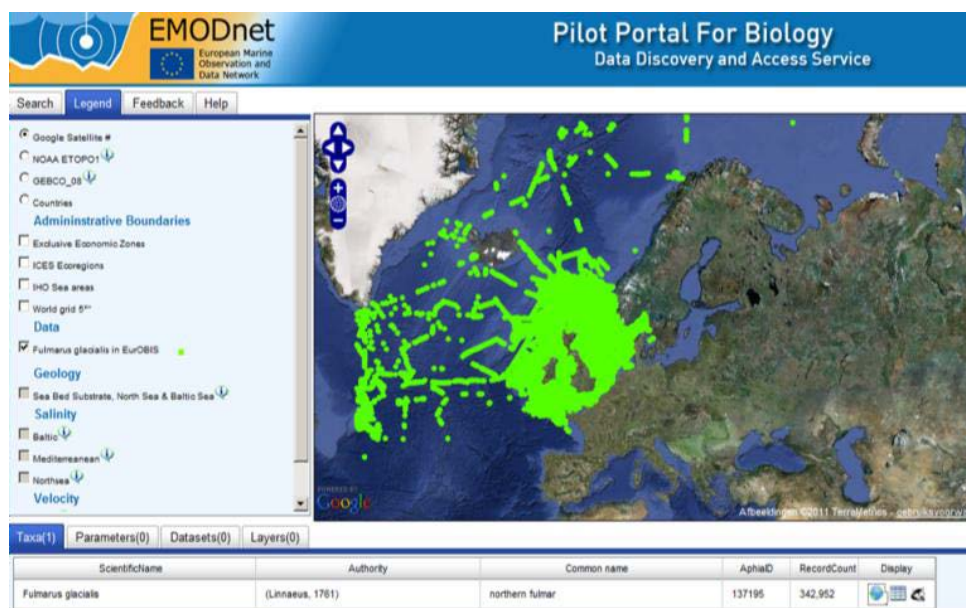 EMODnet
European Marine
Observation and
Data Network
Pilot Portal For Biology
Data Discovery and Access Service
Search Legend Feedback Help
Google Satellite #
NOAA ETOPO1
GEBCO_08
Countries
Admininstrative Boundaries
Exclusive Economic Zones
ICES Ecoregions
IHO Sea areas
World grid 5°
Data
Fulmarus glacialis in EurOBIS
Geology
Sea Bed Substrate, North Sea & Baltic Sea
Salinity
Baltic
Mediterreanean
Northsea
Velocity
POWERED BY
Google
Afbeeldingen ©2011 TerraMetrics - gebruiksvoorw
Taxa(1) Parameters(0) Datasets(0) Layers(0)
ScientificName Authority Common name AphiaID RecordCount Display
Fulmarus glacialis (Linnaeus, 1761) northern fulmar 137195 342,952